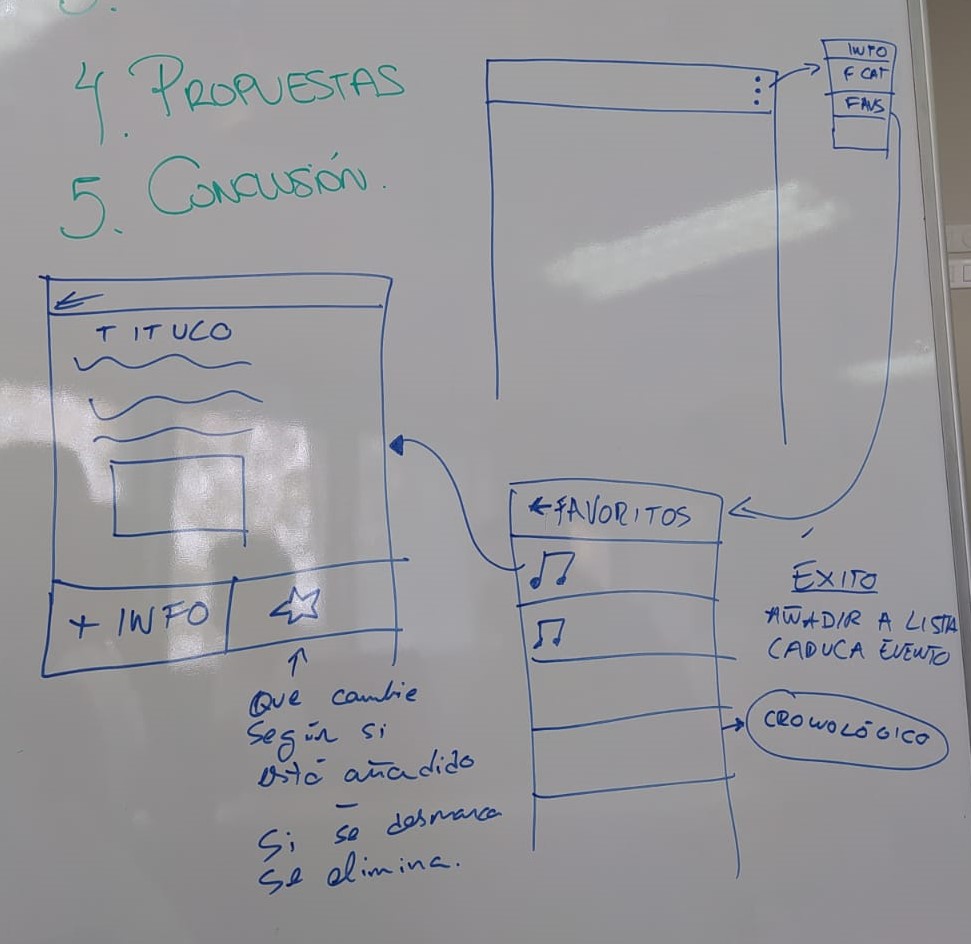 4. PROPUESTAS
5. CONCLUSIÓN.
INFO
F CAT
FAVS
TITULO
+ INFO
Que cambie
según si
está añadido
Si se desmarca
se elimina.
FAVORITOS
ÉXITO
AÑADIR A LISTA
CADUCA EVENTO
CRONOLÓGICO